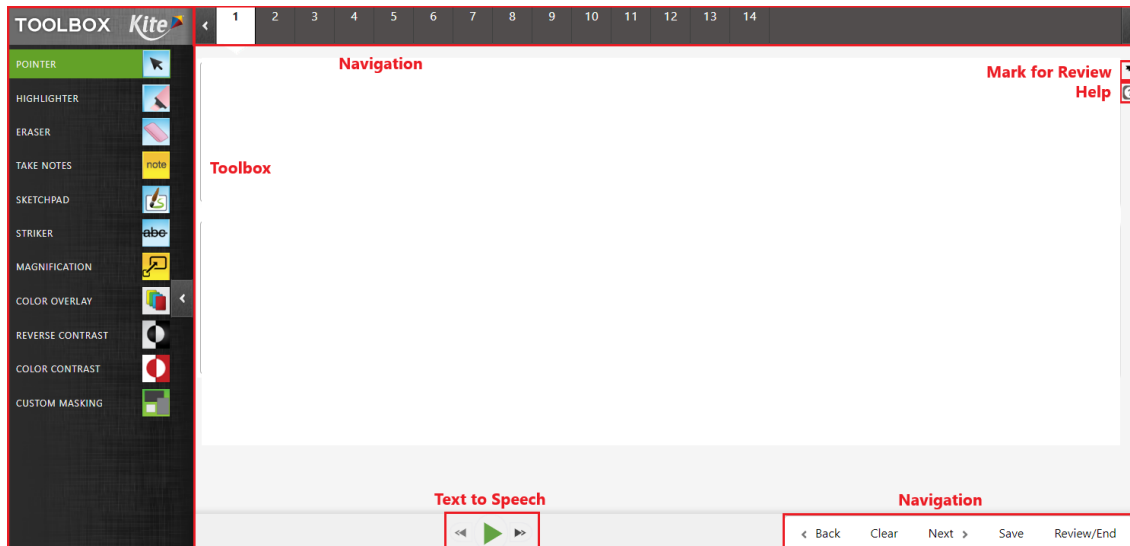 TOOLBOX Kite
1 2 3 4 5 6 7 8 9 10 11 12 13 14
POINTER
HIGHLIGHTER
ERASER
TAKE NOTES note
SKETCHPAD
STRIKER abc
MAGNIFICATION
COLOR OVERLAY
REVERSE CONTRAST
COLOR CONTRAST
CUSTOM MASKING
Navigation
Mark for Review
Help
Toolbox
Text to Speech
Navigation
Back Clear Next Save Review/End